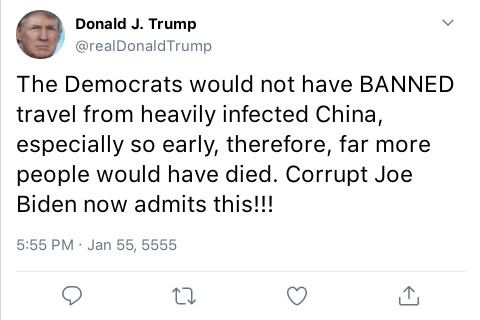 Donald J. Trump
@realDonaldTrump
The Democrats would not have BANNED
travel from heavily infected China,
especially so early, therefore, far more
people would have died. Corrupt Joe
Biden now admits this!!!
5:55 PM · Jan 55, 5555